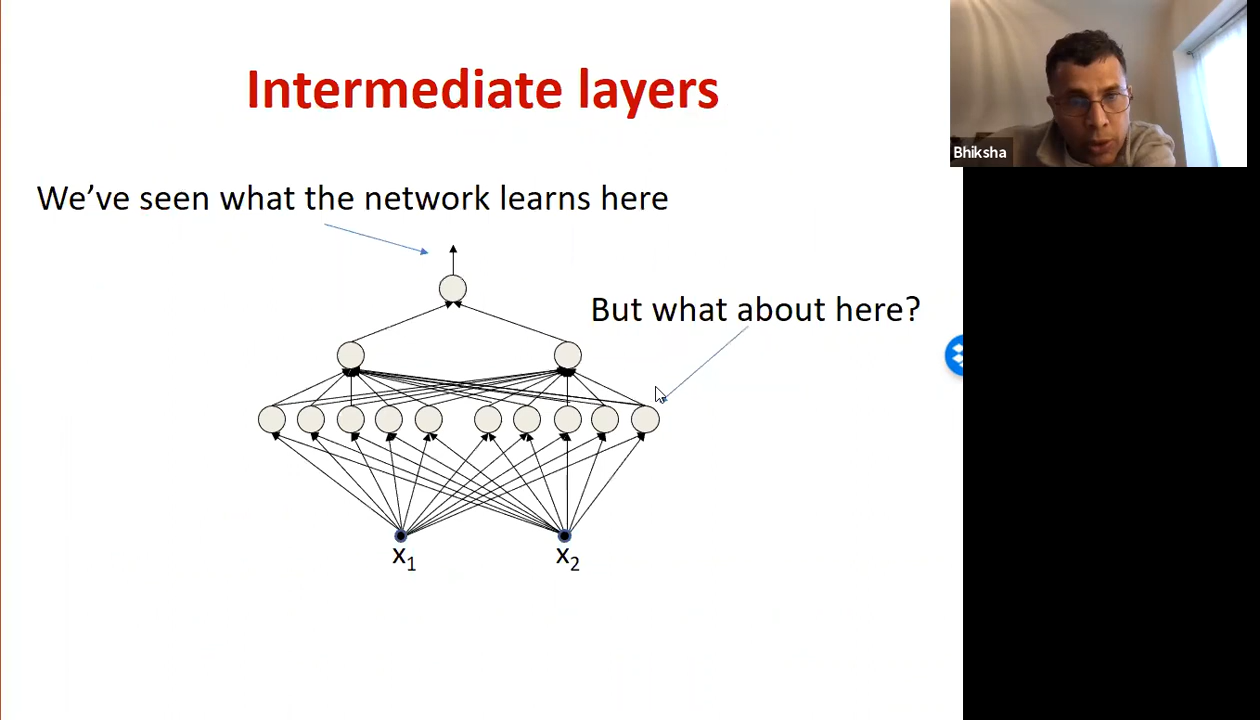 Intermediate layers
Bhiksha
We've seen what the network learns here
But what about here?
x₁
x₂